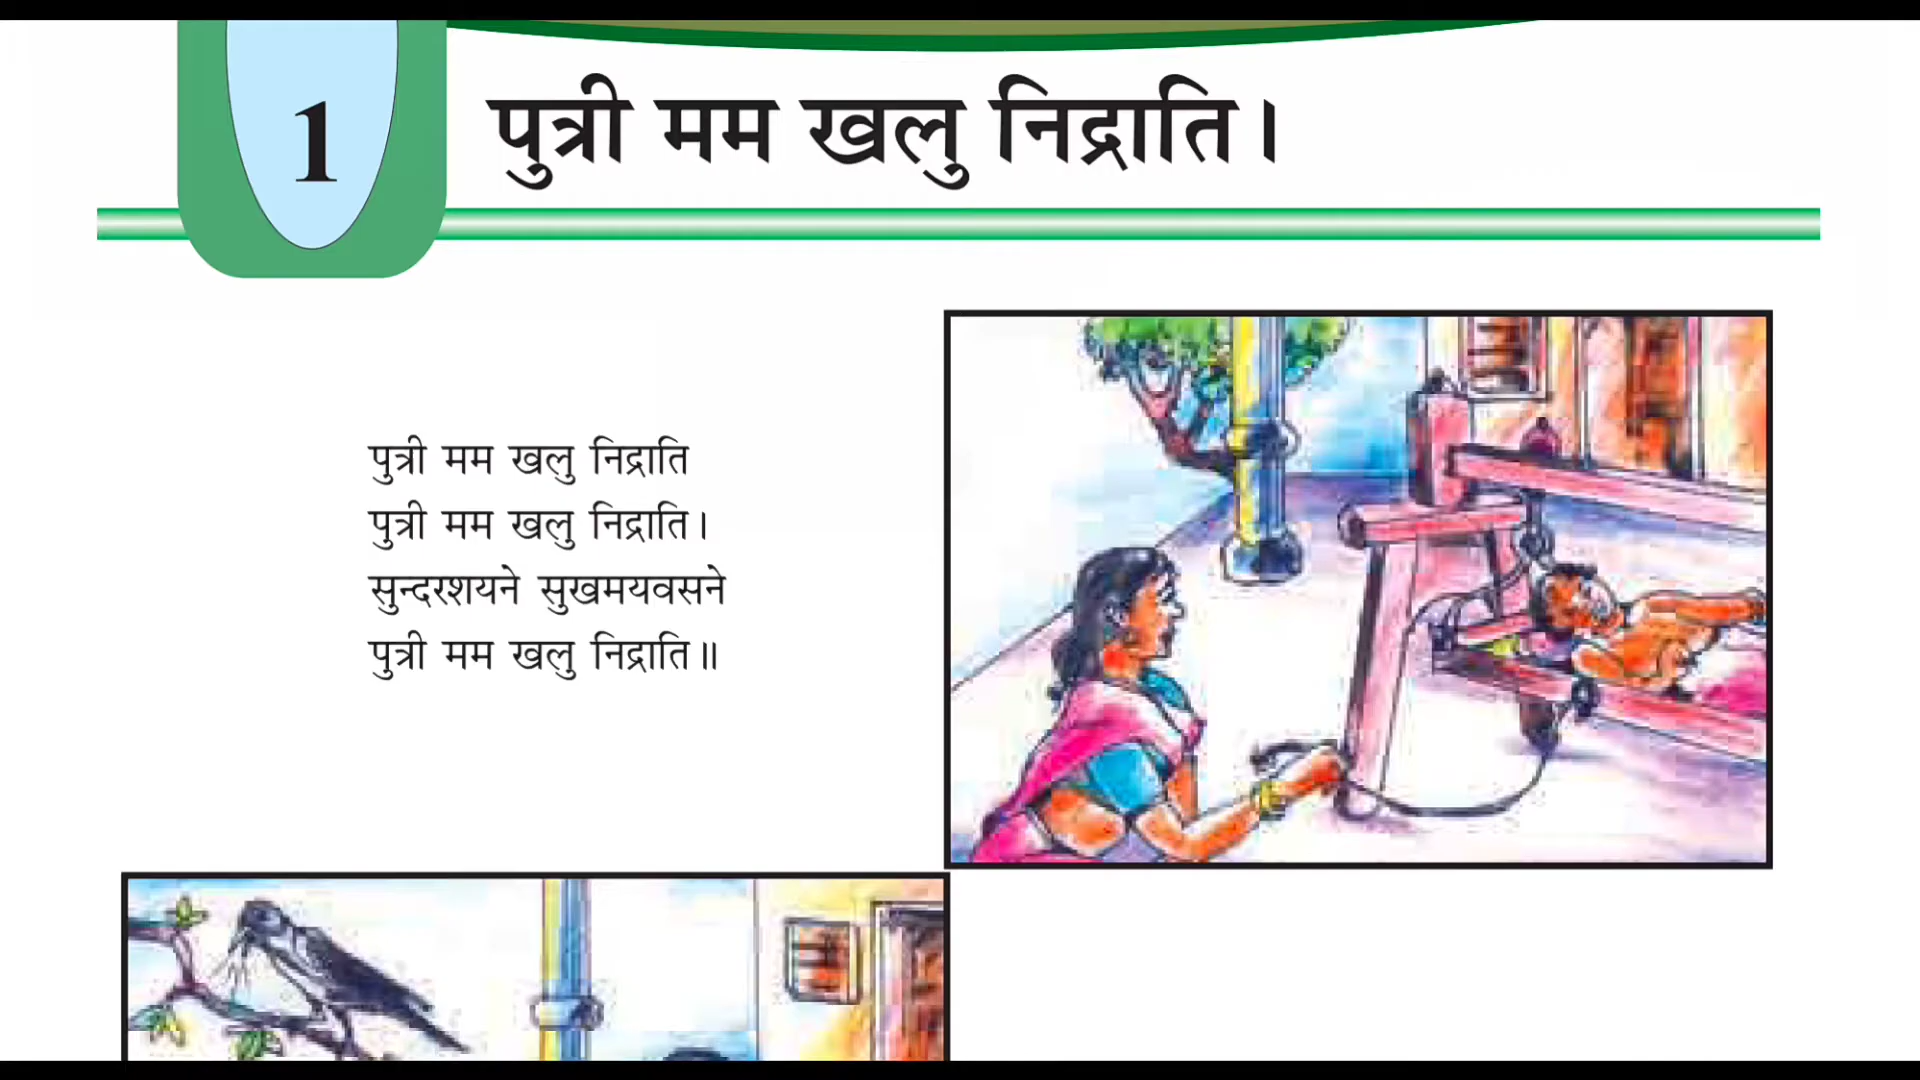 1
पुत्री मम खलु निद्राति।
पुत्री मम खलु निद्राति
पुत्री मम खलु निद्राति।
सुन्दरशयने सुखमयवसने
पुत्री मम खलु निद्राति॥